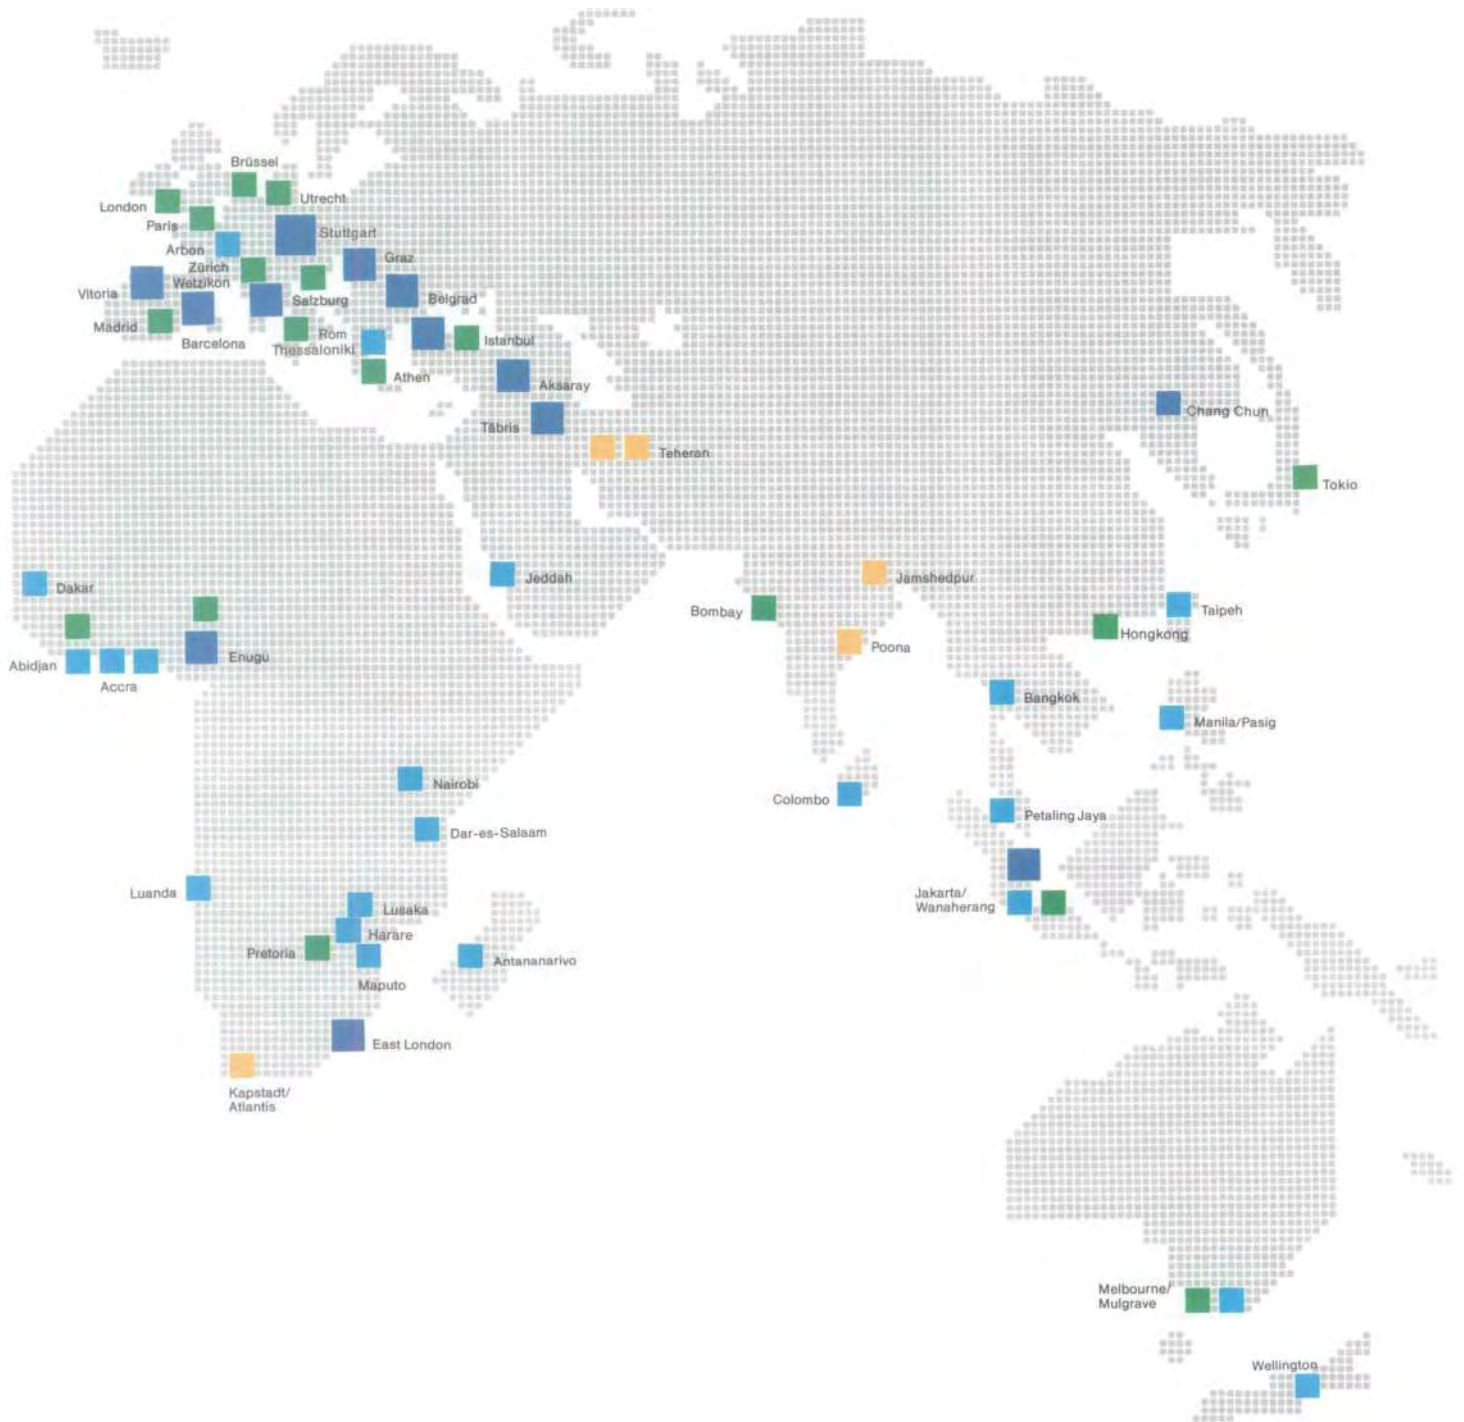 Brüssel
Utrecht
London
Paris
Stuttgart
Arbon
Graz
Zürich
Wetzikon
Vitoria
Salzburg
Belgrad
Madrid
Rom
Istanbul
Barcelona
Thessaloniki
Athen
Aksaray
Täbris
Teheran
Chang Chun
Tokio
Dakar
Jeddah
Jamshedpur
Bombay
Taipeh
Hongkong
Poona
Enugu
Abidjan
Accra
Bangkok
Manila/Pasig
Nairobi
Colombo
Petaling Jaya
Dar-es-Salaam
Luanda
Jakarta/
Wanaherang
Lusaka
Harare
Pretoria
Antananarivo
Maputo
East London
Kapstadt/
Atlantis
Melbourne/
Mulgrave
Wellington